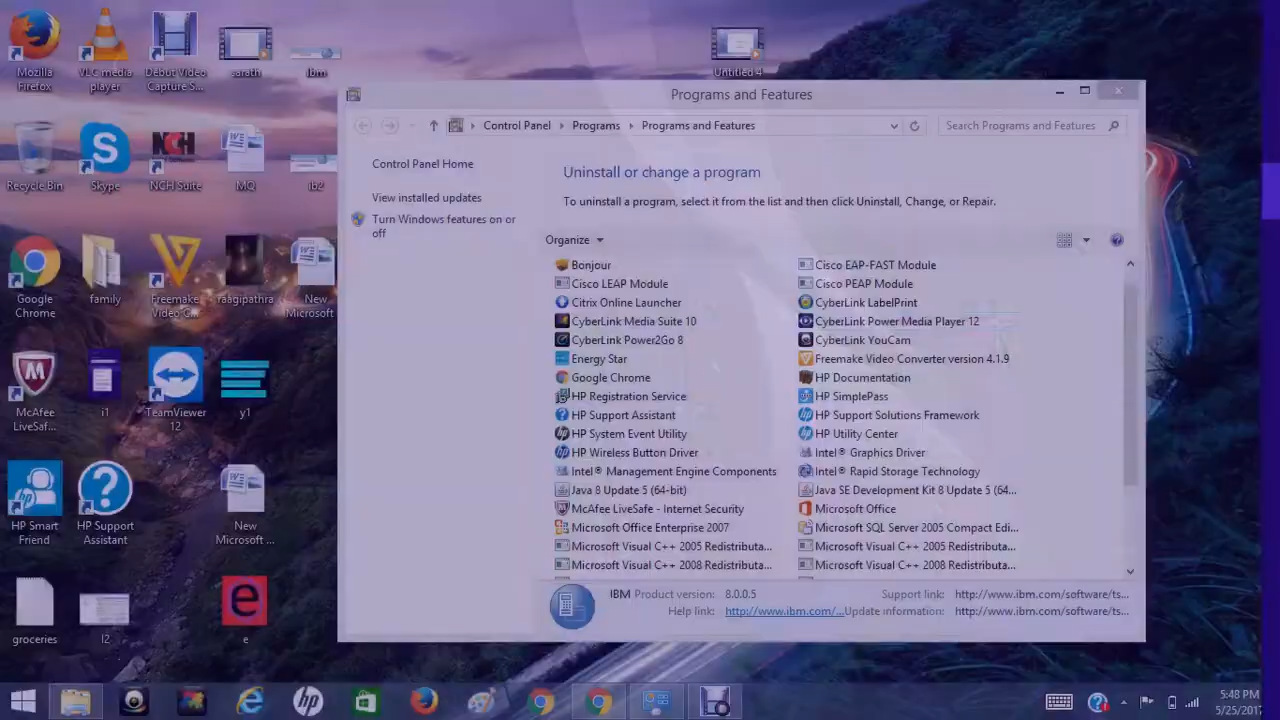 Mozilla
Firefox
VLC media
player
Debut Video
Capture S...
sarath
ibm
Untitled 4
Recycle Bin
Skype
NCH
NCH Suite
MQ
ib2
Google
Chrome
family
Freemake
Video C...
raagipathra
New
Microsoft
McAfee
LiveSaf...
i1
TeamViewer
12
y1
HP Smart
Friend
HP Support
Assistant
New
Microsoft ...
groceries
l2
e
Programs and Features
Control Panel
Programs
Programs and Features
Search Programs and Features
Control Panel Home
View installed updates
Turn Windows features on or
off
Uninstall or change a program
To uninstall a program, select it from the list and then click Uninstall, Change, or Repair.
Organize
Bonjour
Cisco EAP-FAST Module
Cisco LEAP Module
Cisco PEAP Module
Citrix Online Launcher
CyberLink LabelPrint
CyberLink Media Suite 10
CyberLink Power Media Player 12
CyberLink Power2Go 8
CyberLink YouCam
Energy Star
Freemake Video Converter version 4.1.9
Google Chrome
HP Documentation
HP Registration Service
HP SimplePass
HP Support Assistant
HP Support Solutions Framework
HP System Event Utility
HP Utility Center
HP Wireless Button Driver
Intel® Graphics Driver
Intel® Management Engine Components
Intel® Rapid Storage Technology
Java 8 Update 5 (64-bit)
Java SE Development Kit 8 Update 5 (64...
McAfee LiveSafe - Internet Security
Microsoft Office
Microsoft Office Enterprise 2007
Microsoft SQL Server 2005 Compact Edi...
Microsoft Visual C++ 2005 Redistributa...
Microsoft Visual C++ 2005 Redistributa...
Microsoft Visual C++ 2008 Redistributa...
Microsoft Visual C++ 2008 Redistributa...
IBM Product version: 8.0.0.5
Support link: http://www.ibm.com/software/ts...
Help link: http://www.ibm.com/...
Update information: http://www.ibm.com/software/ts...
5:48 PM
5/25/2017